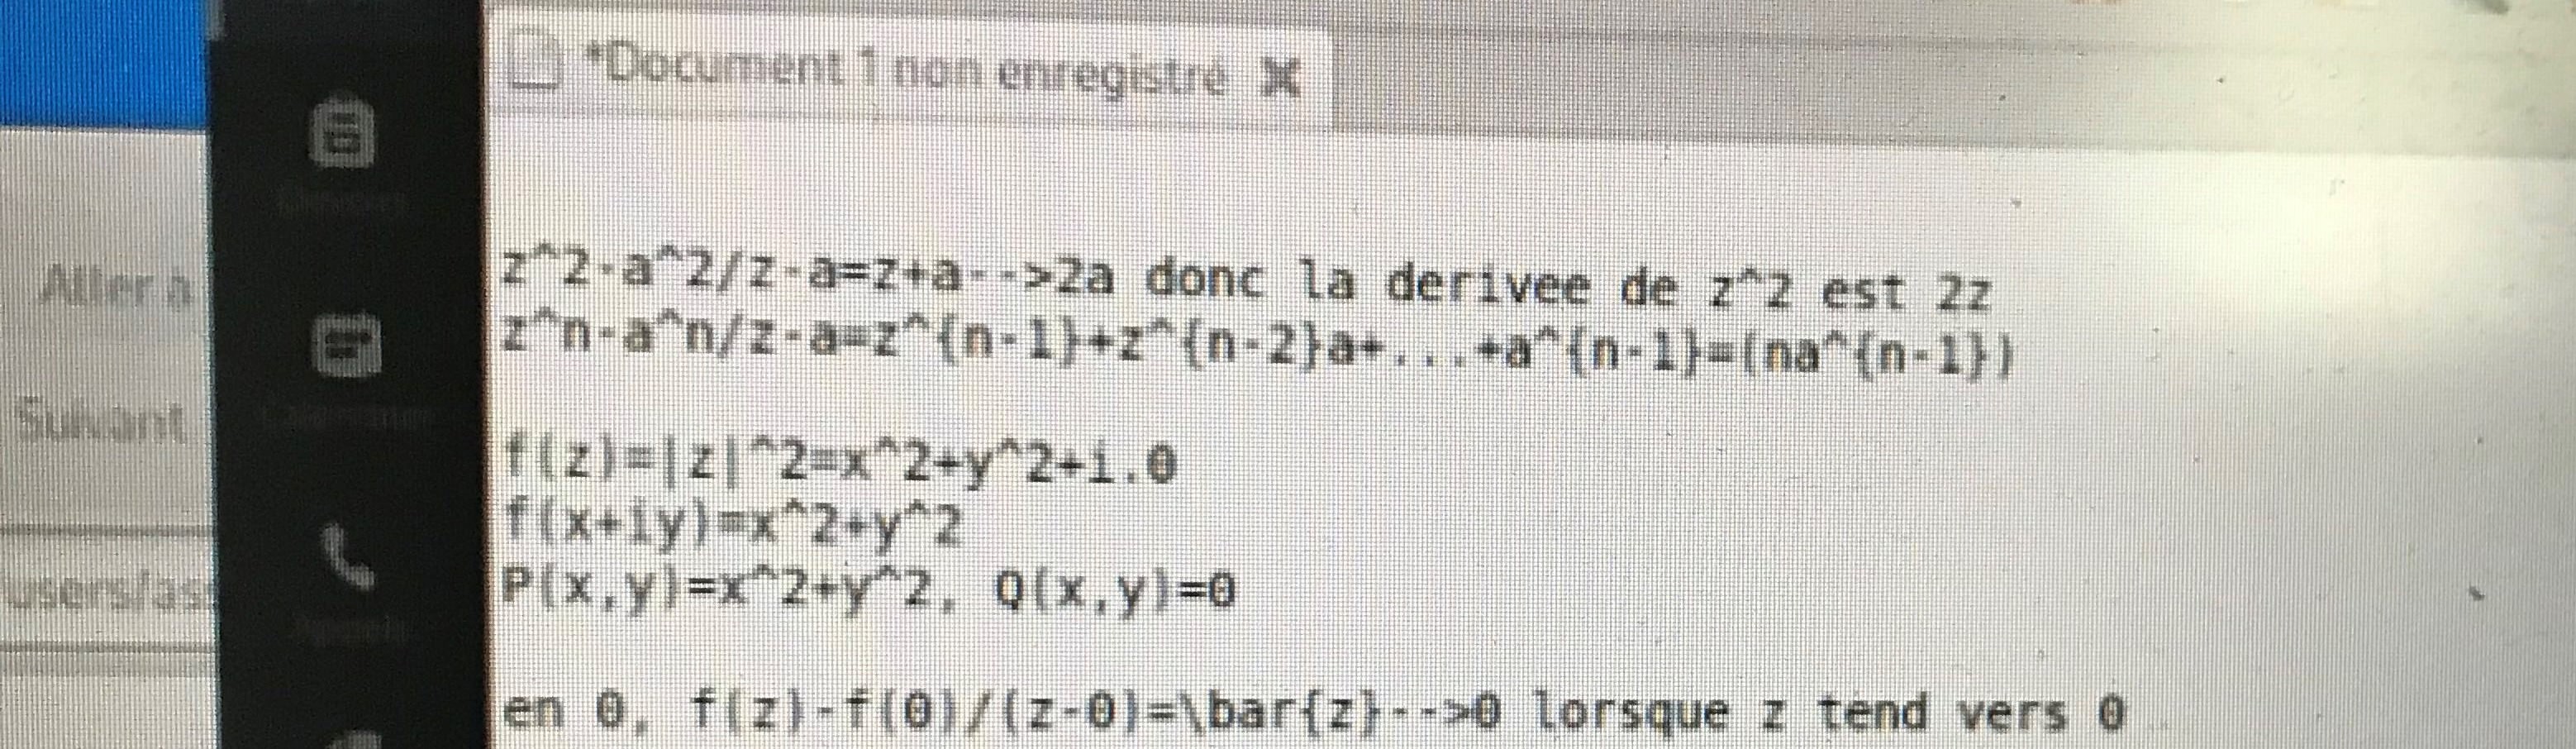 *Document 1 non enregistré
Aller à
Suivant
z^2-a^2/z-a=z+a-->2a donc la derivee de z^2 est 2z
z^n-a^n/z-a=z^{n-1}+z^{n-2}a+...+a^{n-1}=(na^{n-1})
f(z)=|z|^2=x^2+y^2+i.0
f(x+iy)=x^2+y^2
P(x,y)=x^2+y^2, Q(x,y)=0
users/as
en 0, f(z)-f(0)/(z-0)=\bar{z}-->0 lorsque z tend vers 0